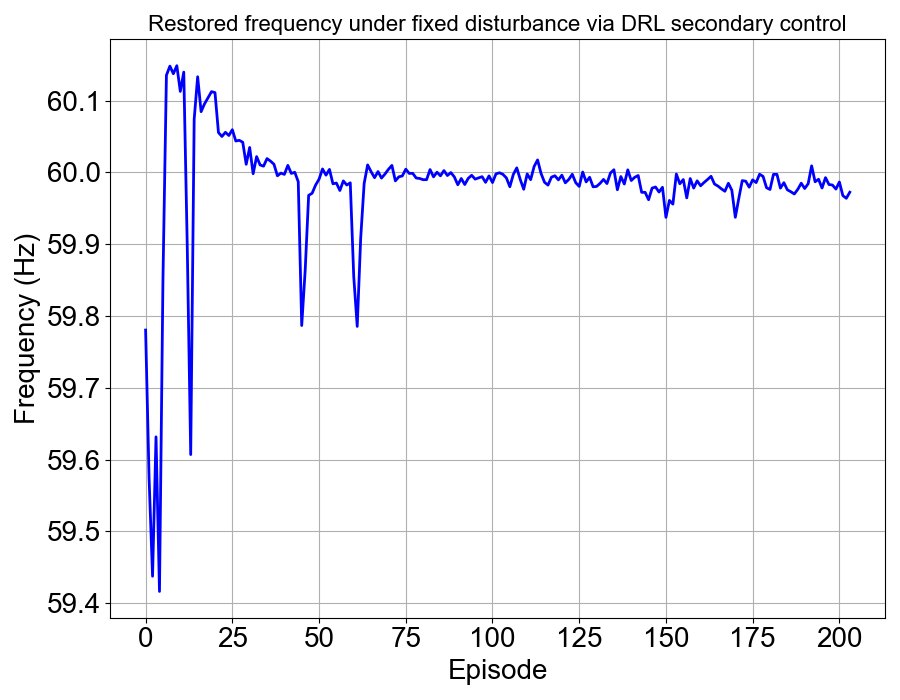 Restored frequency under fixed disturbance via DRL secondary control
60.1
60.0
59.9
59.8
59.7
59.6
59.5
59.4
Frequency (Hz)
0 25 50 75 100 125 150 175 200
Episode